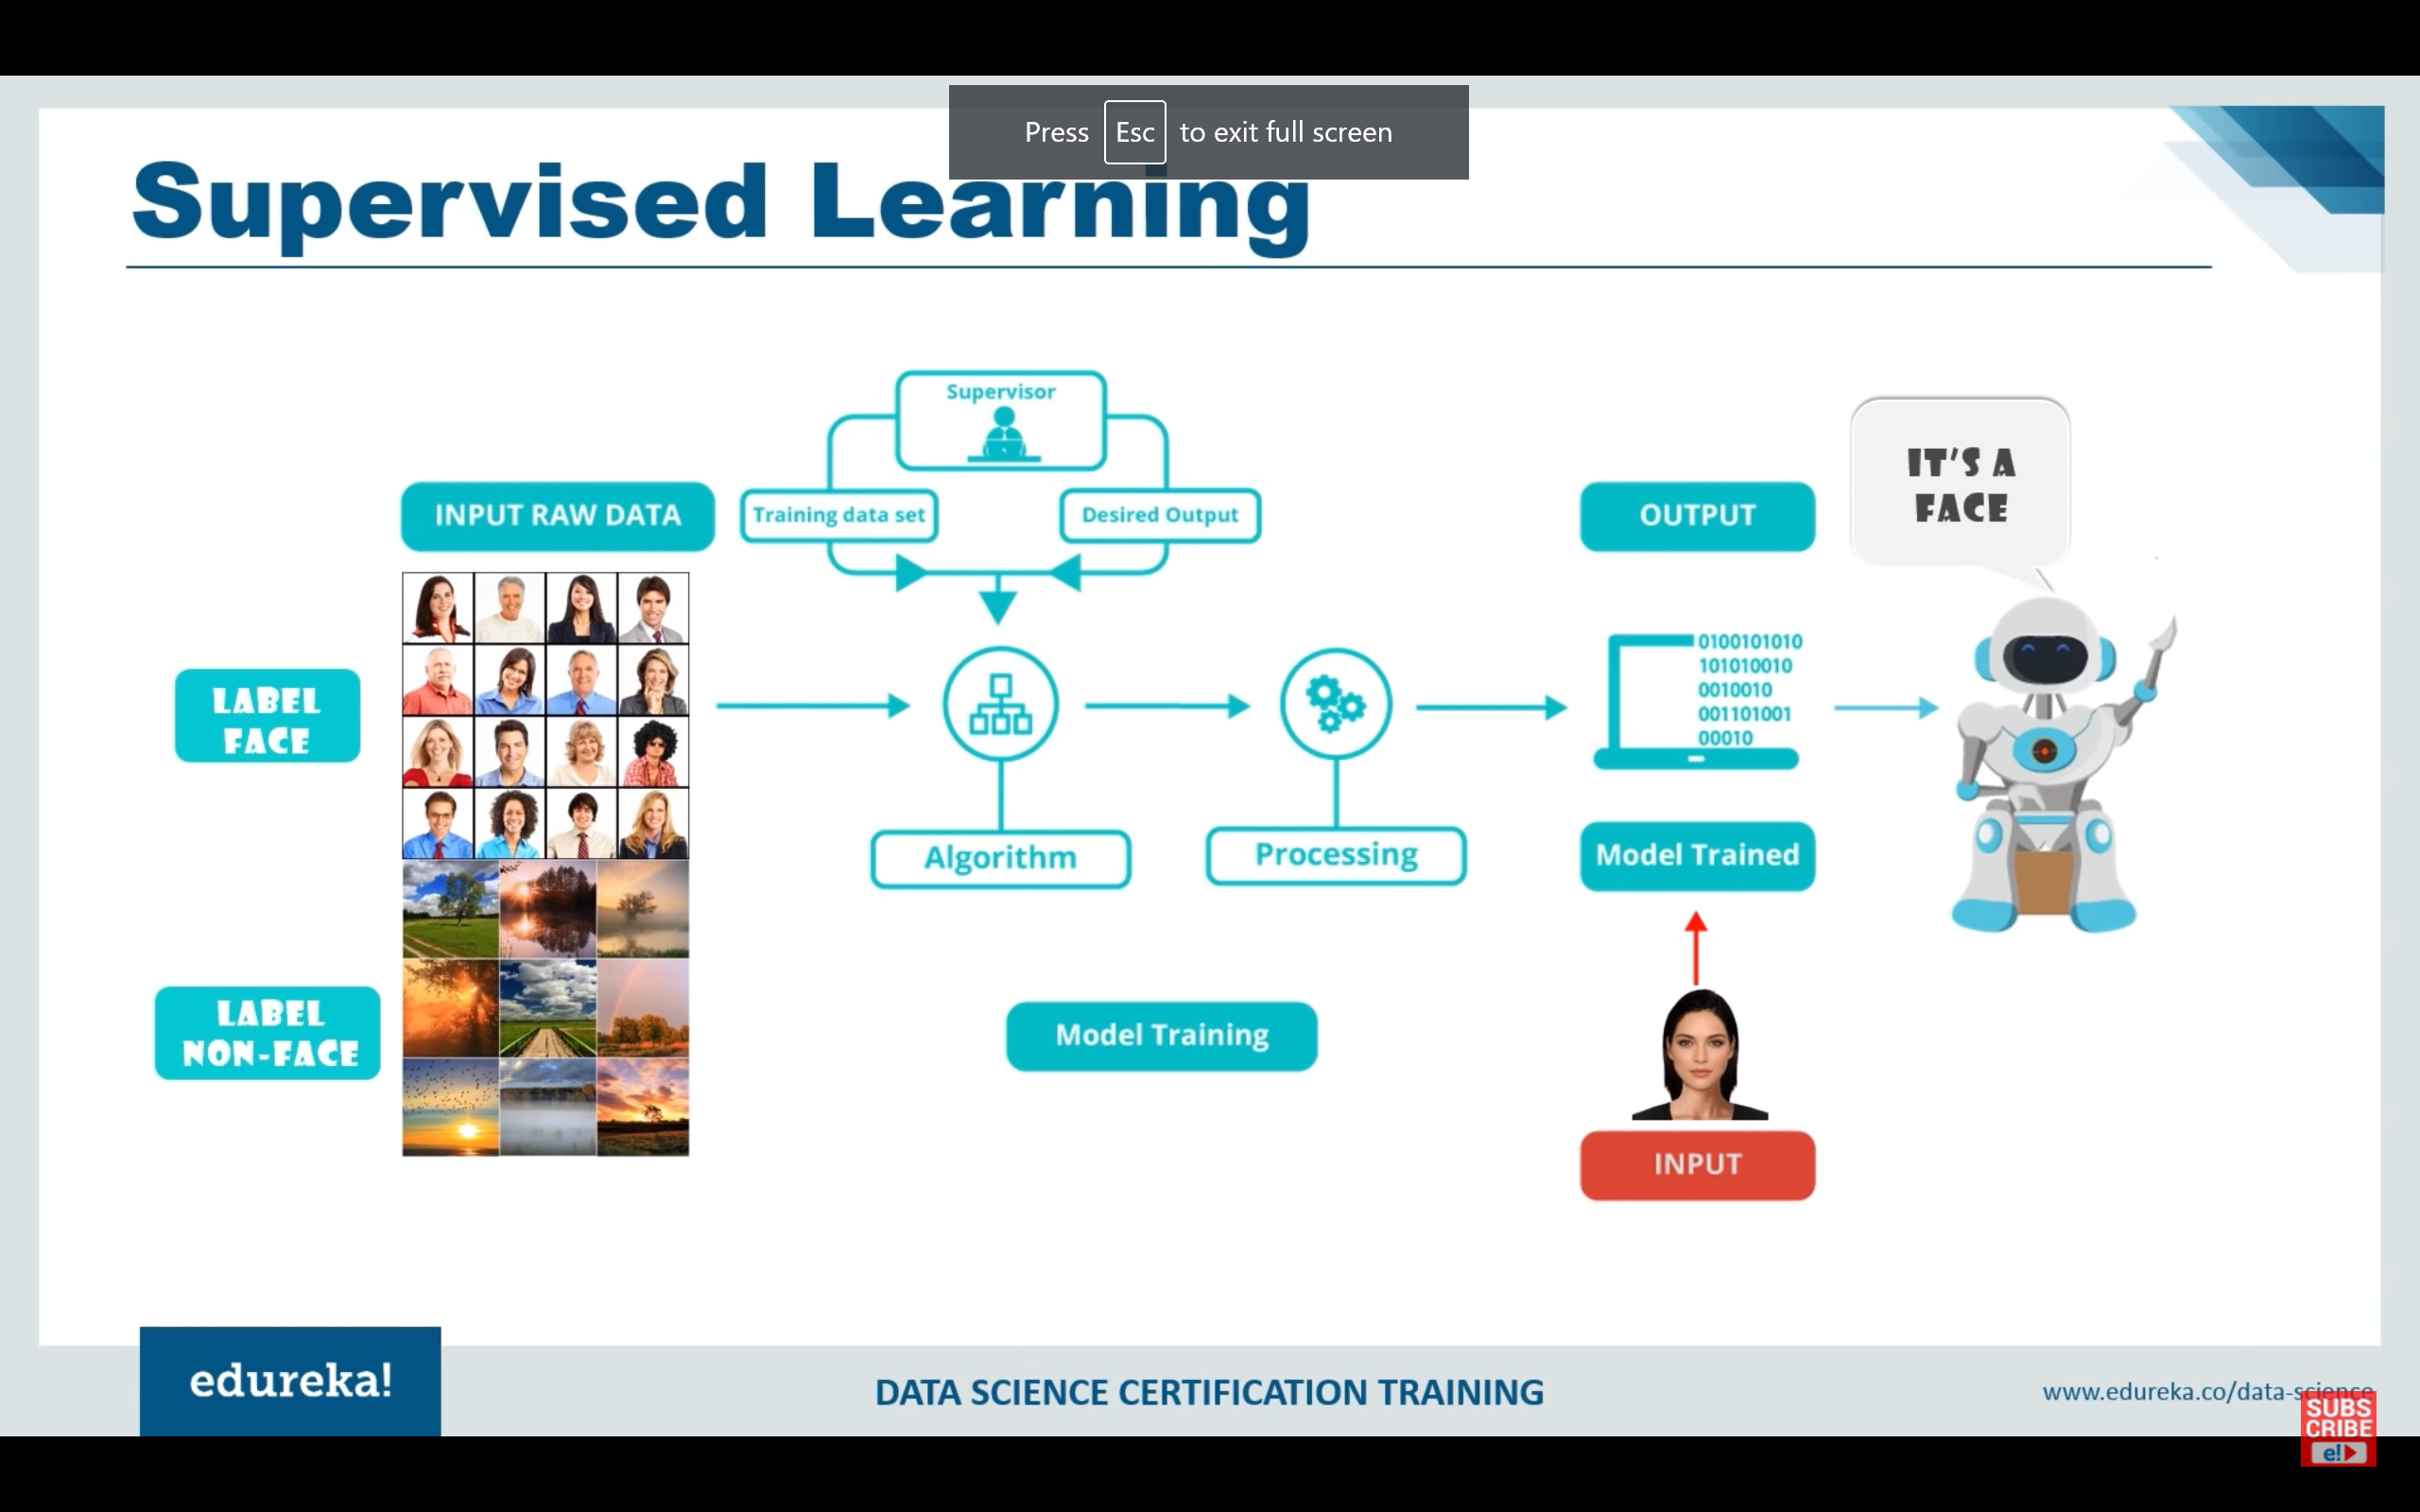 Press Esc to exit full screen
Supervised Learning
Supervisor
INPUT RAW DATA
Training data set
Desired Output
OUTPUT
IT'S A
FACE
0100101010
101010010
0010010
001101001
00010
LABEL
FACE
Algorithm
Processing
Model Trained
LABEL
NON-FACE
Model Training
INPUT
edureka!
DATA SCIENCE CERTIFICATION TRAINING
www.edureka.co/data-science
SUBS
CRIBE
e!